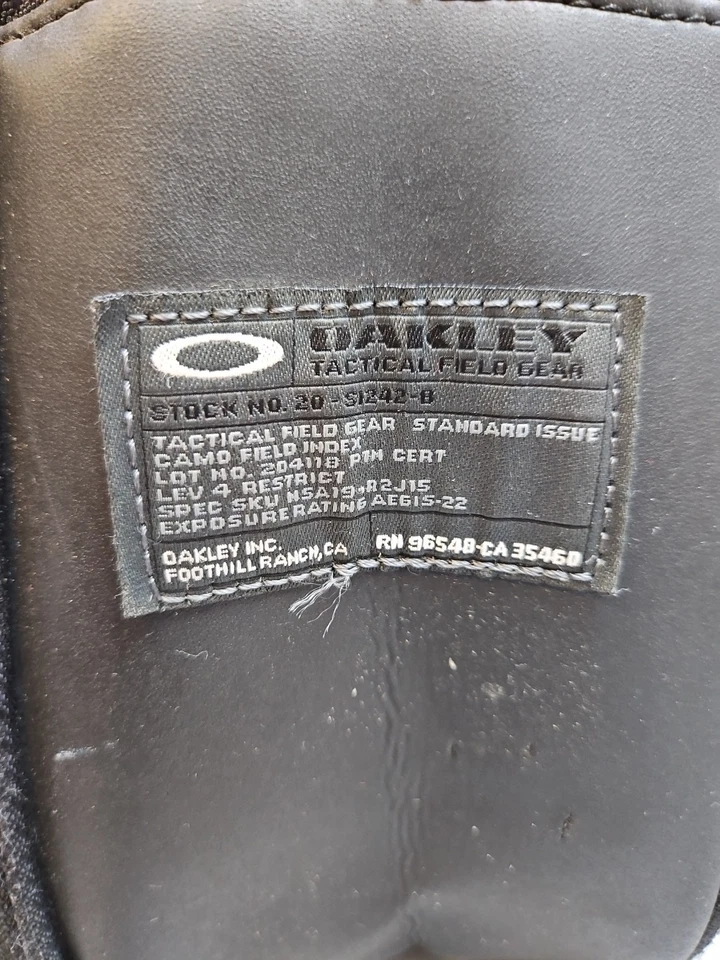 OAKLEY
TACTICAL FIELD GEAR
STOCK NO. 20-SI242-B
TACTICAL FIELD GEAR STANDARD ISSUE
CAMO FIELD INDEX
LOT NO. 204118 PTN CERT
LEV 4 RESTRICT
SPEC SKU NSA19.R2J15
EXPOSURE RATING AEGIS-22
OAKLEY INC.
FOOTHILL RANCH, CA
RN 96548-CA 35460